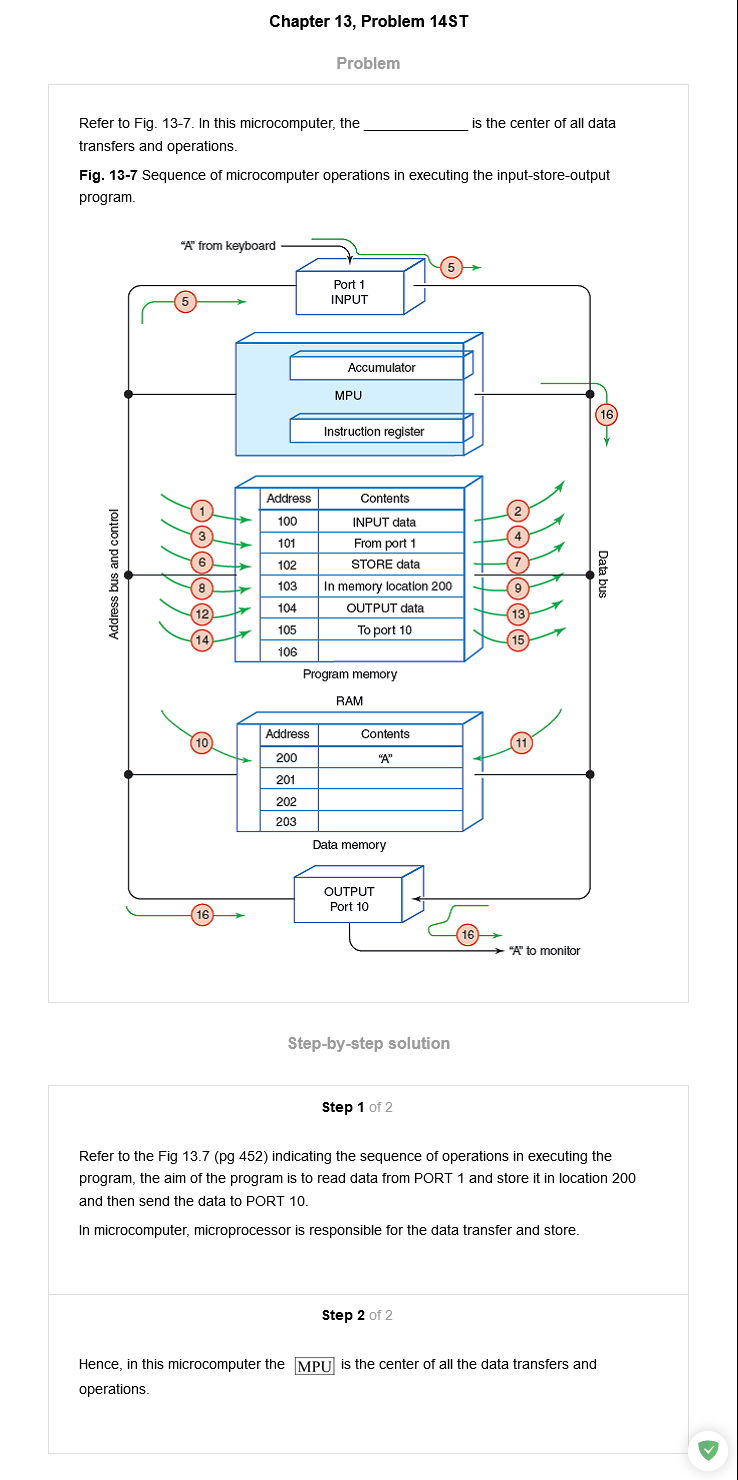 Chapter 13, Problem 14ST
Problem
Refer to Fig. 13-7. In this microcomputer, the _____________ is the center of all data
transfers and operations.
Fig. 13-7 Sequence of microcomputer operations in executing the input-store-output
program.
“A” from keyboard
5
Port 1
INPUT
5
Accumulator
MPU
16
Instruction register
Address Contents
1 100 INPUT data 2
3 101 From port 1 4
6 102 STORE data 7
8 103 In memory location 200 9
12 104 OUTPUT data 13
14 105 To port 10 15
106
Address bus and control
Data bus
Program memory
RAM
Address Contents
10
11
200 “A”
201
202
203
Data memory
OUTPUT
Port 10
16
16
“A” to monitor
Step-by-step solution
Step 1 of 2
Refer to the Fig 13.7 (pg 452) indicating the sequence of operations in executing the
program, the aim of the program is to read data from PORT 1 and store it in location 200
and then send the data to PORT 10.
In microcomputer, microprocessor is responsible for the data transfer and store.
Step 2 of 2
Hence, in this microcomputer the MPU is the center of all the data transfers and
operations.